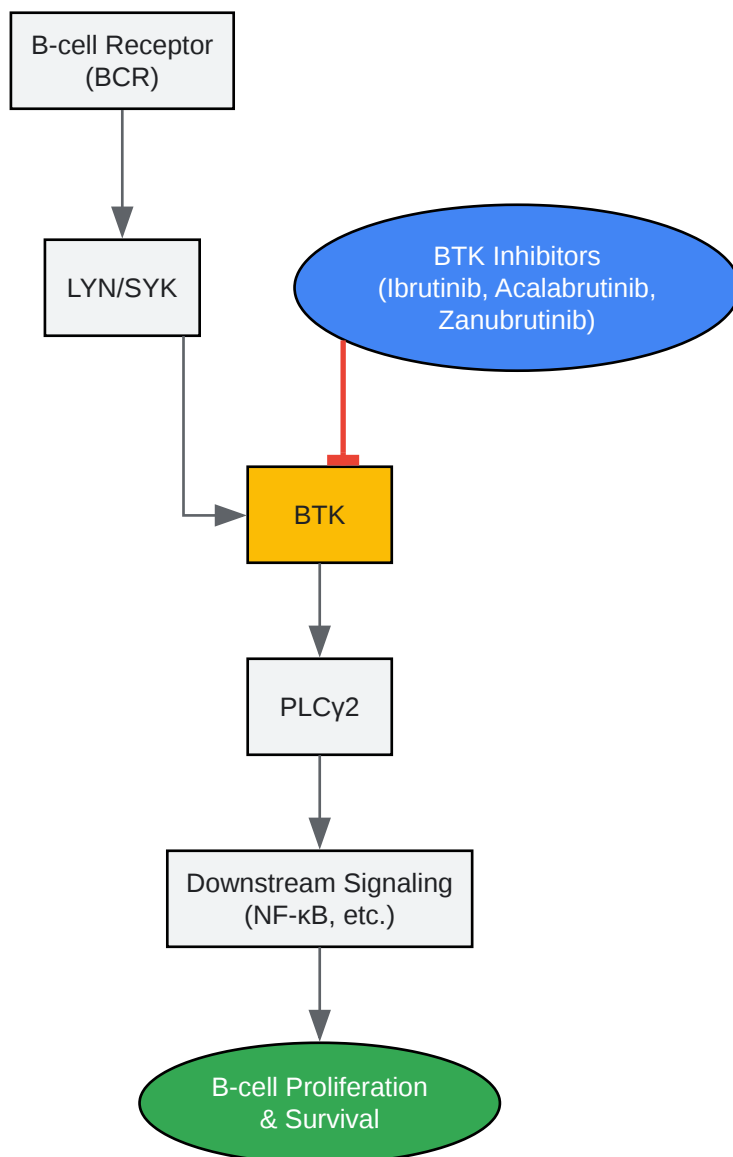 B-cell Receptor
(BCR)
LYN/SYK
BTK Inhibitors
(Ibrutinib, Acalabrutinib,
Zanubrutinib)
BTK
PLCγ2
Downstream Signaling
(NF-κB, etc.)
B-cell Proliferation
& Survival